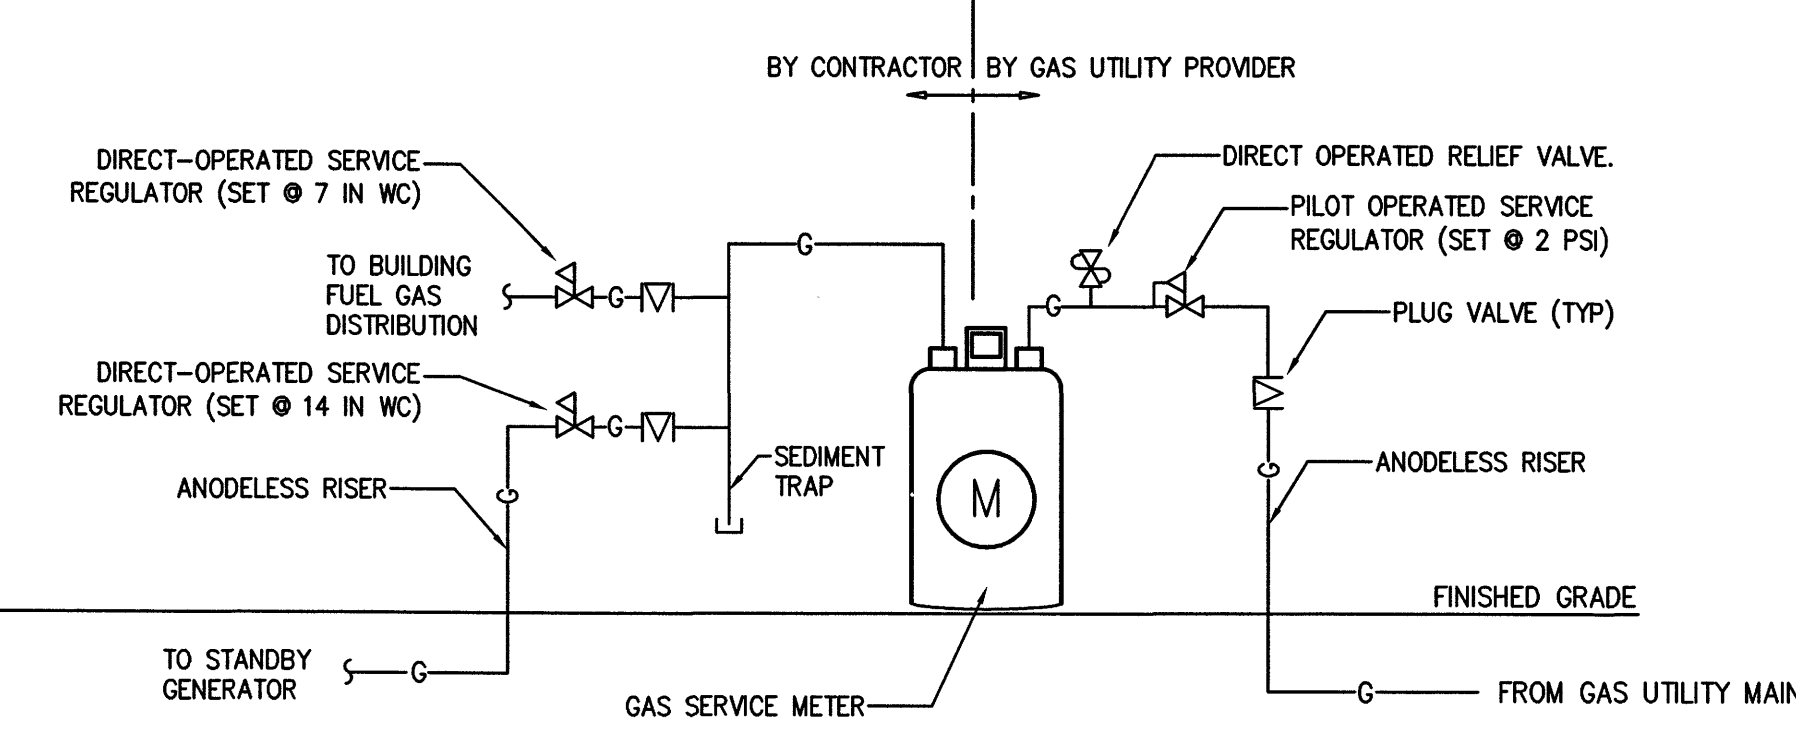 BY CONTRACTOR BY GAS UTILITY PROVIDER
DIRECT-OPERATED SERVICE
REGULATOR (SET @ 7 IN WC)
DIRECT OPERATED RELIEF VALVE.
PILOT OPERATED SERVICE
REGULATOR (SET @ 2 PSI)
G
TO BUILDING
FUEL GAS
DISTRIBUTION
G
G
PLUG VALVE (TYP)
DIRECT-OPERATED SERVICE
REGULATOR (SET @ 14 IN WC)
G
SEDIMENT
TRAP
ANODELESS RISER
G
M
G
ANODELESS RISER
FINISHED GRADE
TO STANDBY
GENERATOR
G
GAS SERVICE METER
G
FROM GAS UTILITY MAIN